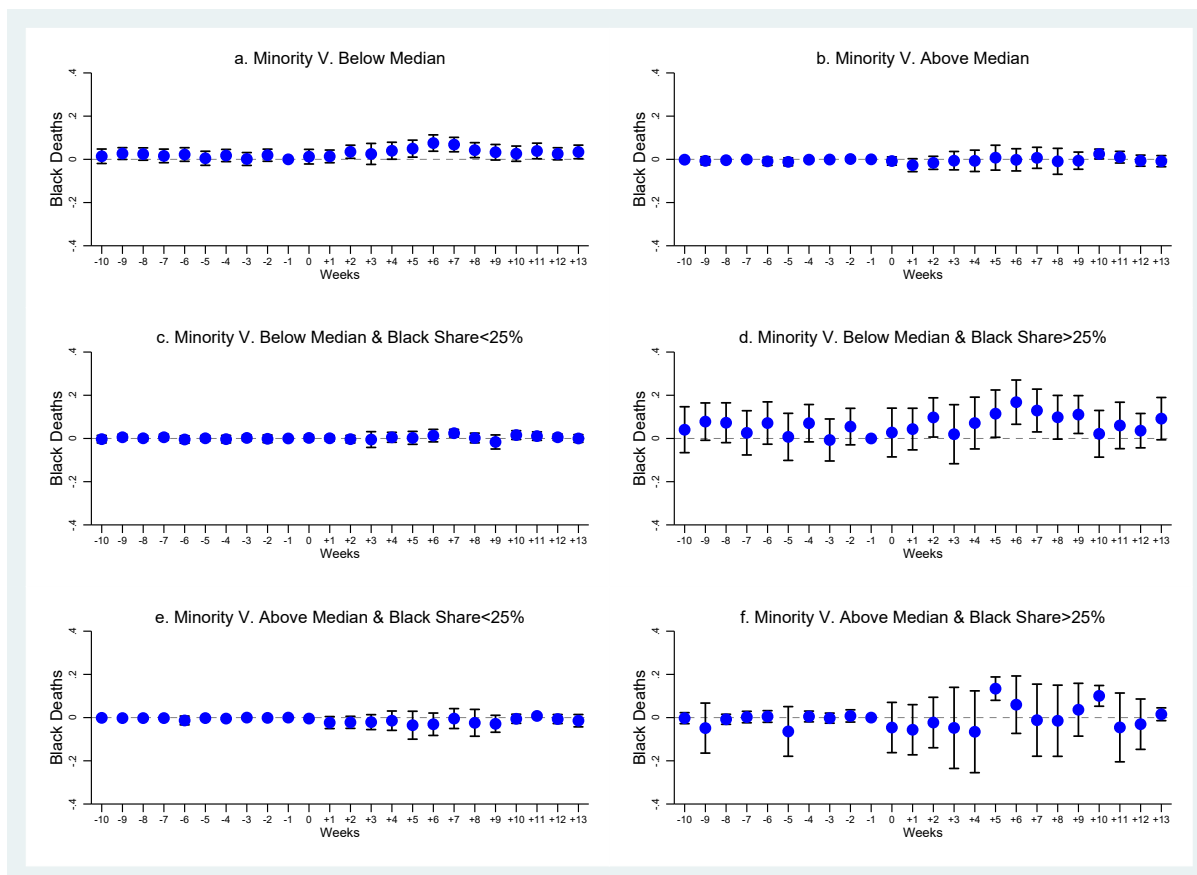 a. Minority V. Below Median
Black Deaths
.4
.2
0
-.2
-.4
-10 -9 -8 -7 -6 -5 -4 -3 -2 -1 0 +1 +2 +3 +4 +5 +6 +7 +8 +9 +10 +11 +12 +13
Weeks
b. Minority V. Above Median
Black Deaths
.4
.2
0
-.2
-.4
-10 -9 -8 -7 -6 -5 -4 -3 -2 -1 0 +1 +2 +3 +4 +5 +6 +7 +8 +9 +10 +11 +12 +13
Weeks
c. Minority V. Below Median & Black Share<25%
Black Deaths
.4
.2
0
-.2
-.4
-10 -9 -8 -7 -6 -5 -4 -3 -2 -1 0 +1 +2 +3 +4 +5 +6 +7 +8 +9 +10 +11 +12 +13
Weeks
d. Minority V. Below Median & Black Share>25%
Black Deaths
.4
.2
0
-.2
-.4
-10 -9 -8 -7 -6 -5 -4 -3 -2 -1 0 +1 +2 +3 +4 +5 +6 +7 +8 +9 +10 +11 +12 +13
Weeks
e. Minority V. Above Median & Black Share<25%
Black Deaths
.4
.2
0
-.2
-.4
-10 -9 -8 -7 -6 -5 -4 -3 -2 -1 0 +1 +2 +3 +4 +5 +6 +7 +8 +9 +10 +11 +12 +13
Weeks
f. Minority V. Above Median & Black Share>25%
Black Deaths
.4
.2
0
-.2
-.4
-10 -9 -8 -7 -6 -5 -4 -3 -2 -1 0 +1 +2 +3 +4 +5 +6 +7 +8 +9 +10 +11 +12 +13
Weeks